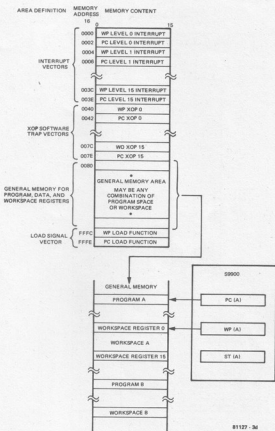 AREA DEFINITION MEMORY ADDRESS 16 MEMORY CONTENT
0 15
0000 WP LEVEL 0 INTERRUPT
0002 PC LEVEL 0 INTERRUPT
0004 WP LEVEL 1 INTERRUPT
0006 PC LEVEL 1 INTERRUPT
INTERRUPT VECTORS
003C WP LEVEL 15 INTERRUPT
003E PC LEVEL 15 INTERRUPT
0040 WP XOP 0
0042 PC XOP 0
XOP SOFTWARE TRAP VECTORS
007C WO XOP 15
007E PC XOP 15
0080
GENERAL MEMORY FOR PROGRAM, DATA, AND WORKSPACE REGISTERS
GENERAL MEMORY AREA
MAY BE ANY
COMBINATION OF
PROGRAM SPACE
OR WORKSPACE
LOAD SIGNAL VECTOR
FFFC WP LOAD FUNCTION
FFFE PC LOAD FUNCTION
GENERAL MEMORY
PROGRAM A
WORKSPACE REGISTER 0
WORKSPACE A
WORKSPACE REGISTER 15
PROGRAM B
WORKSPACE B
S9900
PC (A)
WP (A)
ST (A)
81127 - 3d